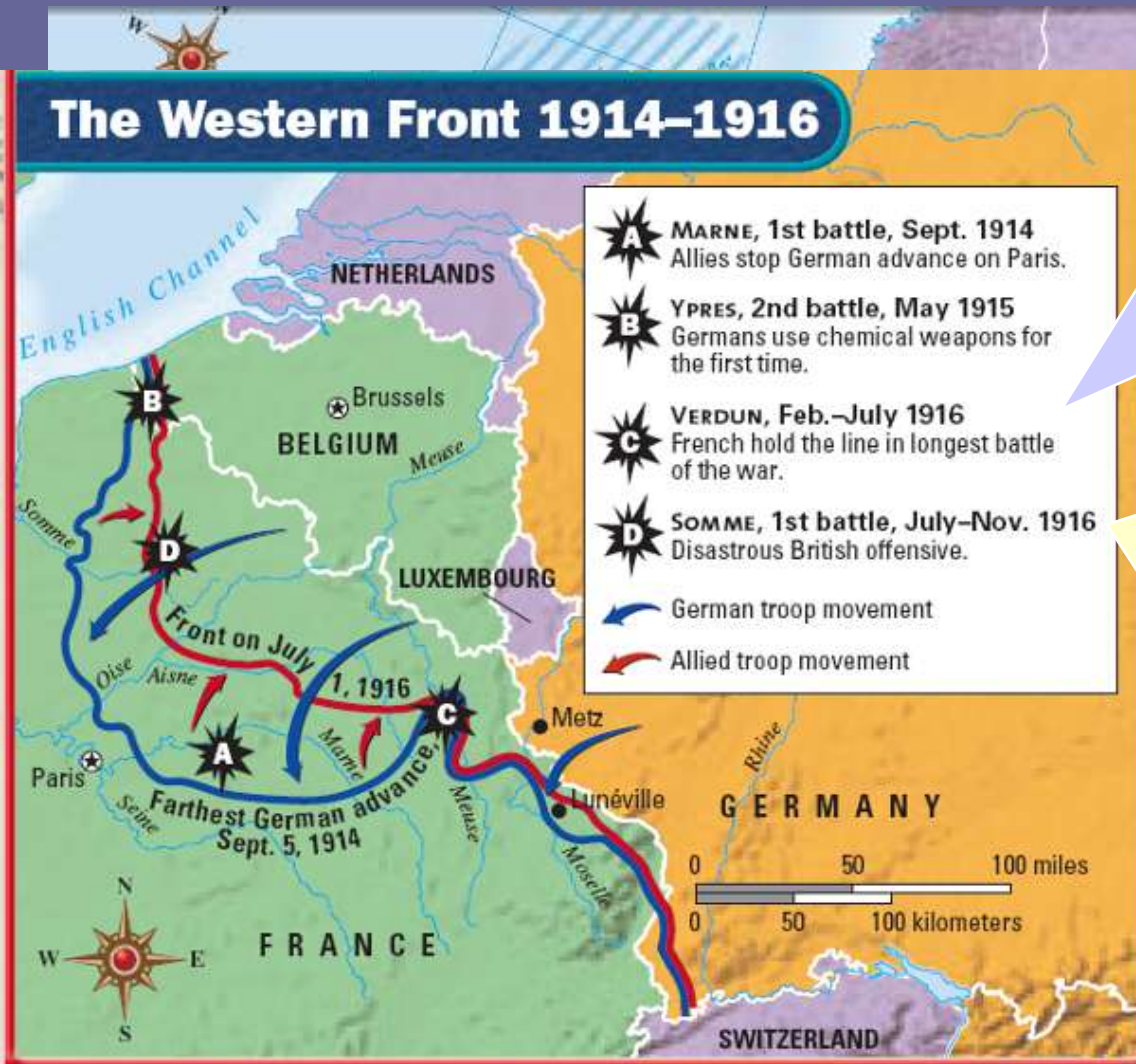 W
The Western Front 1914–1916
English Channel
NETHERLANDS
Brussels
BELGIUM
Meuse
LUXEMBOURG
Somme
Oise
Aisne
Front on July
1, 1916
Marne
Paris
Seine
Farthest German advance,
Sept. 5, 1914
Meuse
Metz
Lunéville
Moselle
Rhine
GERMANY
FRANCE
SWITZERLAND
A
B
C
D
A
MARNE, 1st battle, Sept. 1914
Allies stop German advance on Paris.
B
YPRES, 2nd battle, May 1915
Germans use chemical weapons for
the first time.
C
VERDUN, Feb.–July 1916
French hold the line in longest battle
of the war.
D
SOMME, 1st battle, July–Nov. 1916
Disastrous British offensive.
German troop movement
Allied troop movement
0 50 100 miles
0 50 100 kilometers
N
W E
S